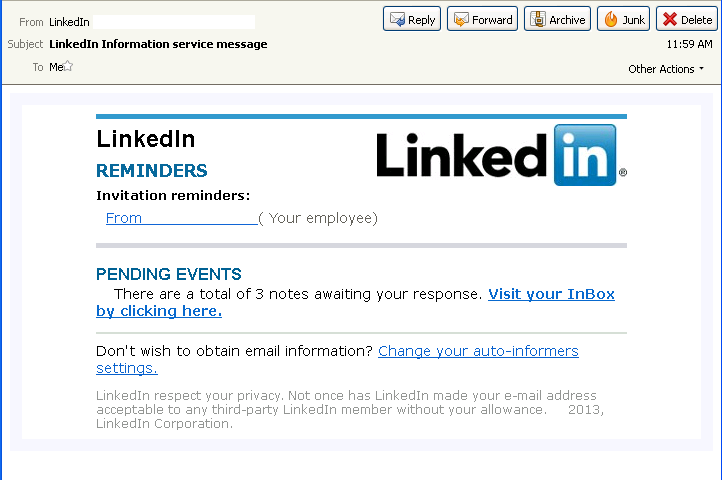 From LinkedIn
Reply Forward Archive Junk Delete
Subject LinkedIn Information service message 11:59 AM
To Me
Other Actions
LinkedIn
Linked in ®
REMINDERS
Invitation reminders:
From ( Your employee)
PENDING EVENTS
There are a total of 3 notes awaiting your response. Visit your InBox
by clicking here.
Don't wish to obtain email information? Change your auto-informers
settings.
LinkedIn respect your privacy. Not once has LinkedIn made your e-mail address
acceptable to any third-party LinkedIn member without your allowance. 2013,
LinkedIn Corporation.